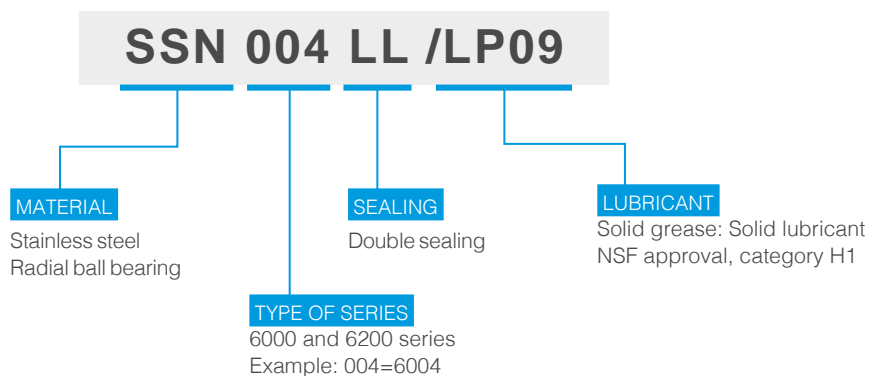 SSN 004 LL /LP09
MATERIAL
Stainless steel
Radial ball bearing
SEALING
Double sealing
LUBRICANT
Solid grease: Solid lubricant
NSF approval, category H1
TYPE OF SERIES
6000 and 6200 series
Example: 004=6004